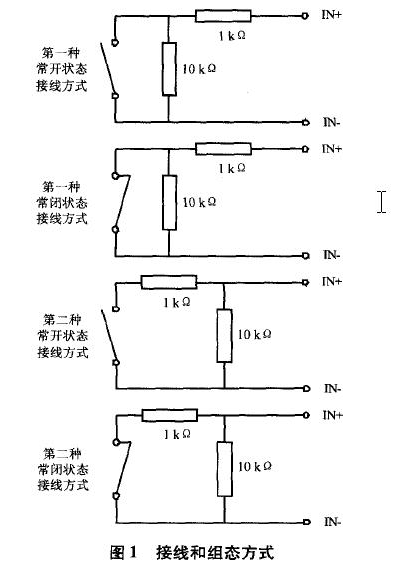 IN+
1 kΩ
第一种
常开状态
接线方式
10 kΩ
IN-
IN+
1 kΩ
第一种
常闭状态
接线方式
10 kΩ
IN-
IN+
1 kΩ
第二种
常开状态
接线方式
10 kΩ
IN-
IN+
1 kΩ
第二种
常闭状态
接线方式
10 kΩ
IN-
图1 接线和组态方式